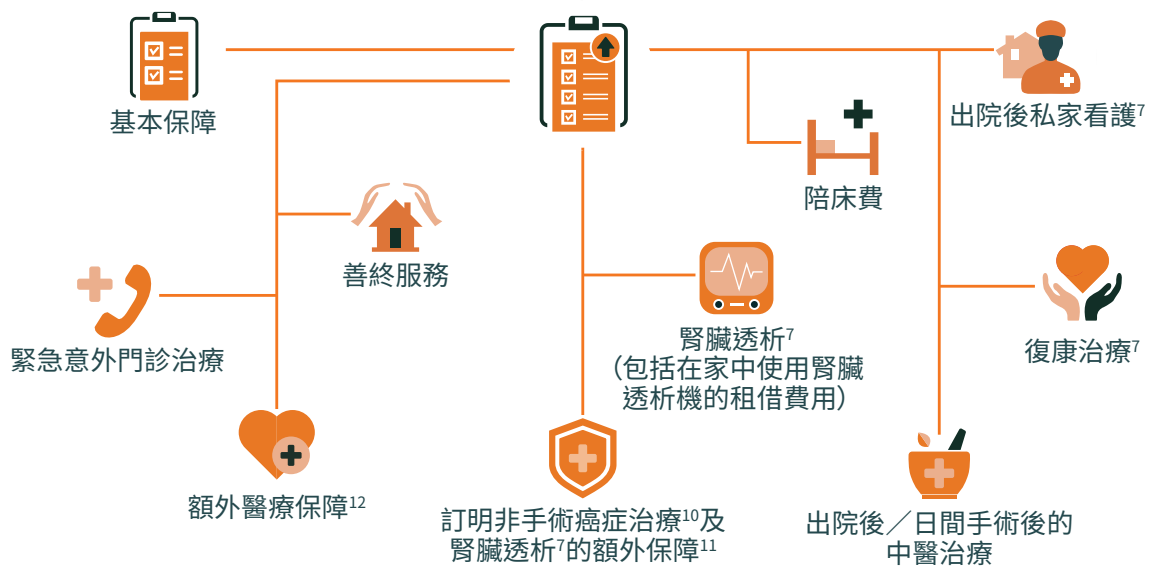 基本保障
出院後私家看護⁷
陪床費
善終服務
緊急意外門診治療
腎臟透析⁷
（包括在家中使用腎臟
透析機的租借費用）
復康治療⁷
額外醫療保障¹²
訂明非手術癌症治療¹⁰及
腎臟透析⁷的額外保障¹¹
出院後／日間手術後的
中醫治療